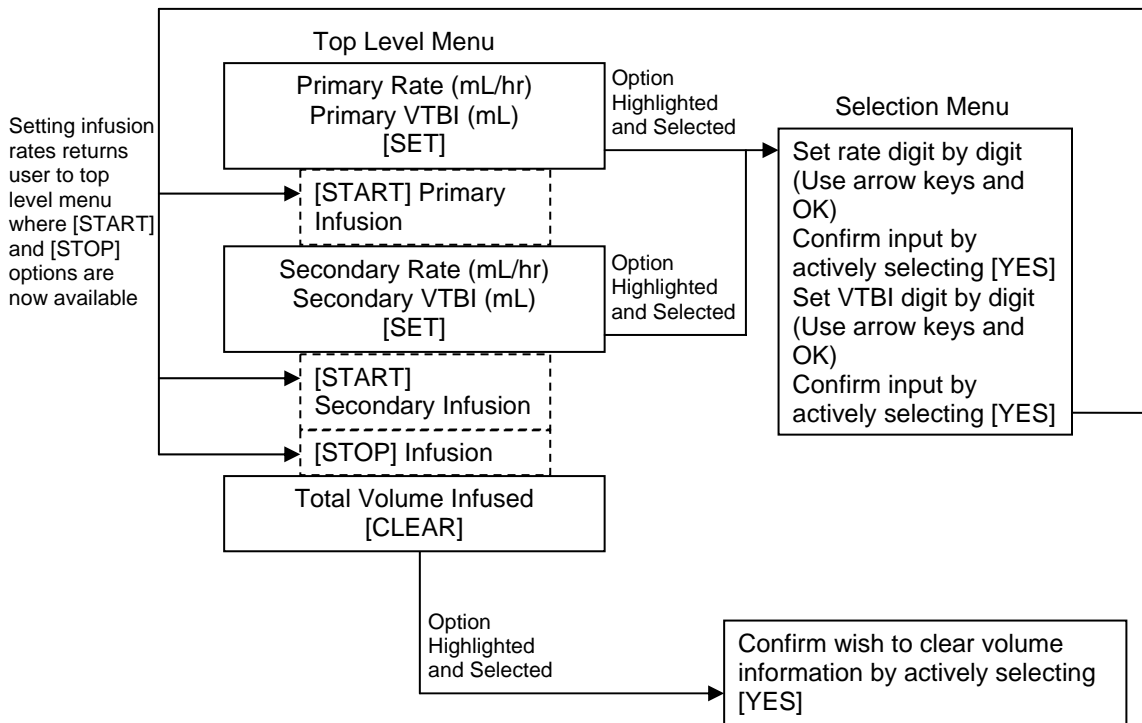 Top Level Menu
Primary Rate (mL/hr)
Primary VTBI (mL)
[SET]
Option
Highlighted
and Selected
Setting infusion
rates returns
user to top
level menu
where [START]
and [STOP]
options are
now available
[START] Primary
Infusion
Secondary Rate (mL/hr)
Secondary VTBI (mL)
[SET]
Option
Highlighted
and Selected
[START]
Secondary Infusion
[STOP] Infusion
Total Volume Infused
[CLEAR]
Selection Menu
Set rate digit by digit
(Use arrow keys and
OK)
Confirm input by
actively selecting [YES]
Set VTBI digit by digit
(Use arrow keys and
OK)
Confirm input by
actively selecting [YES]
Option
Highlighted
and Selected
Confirm wish to clear volume
information by actively selecting
[YES]